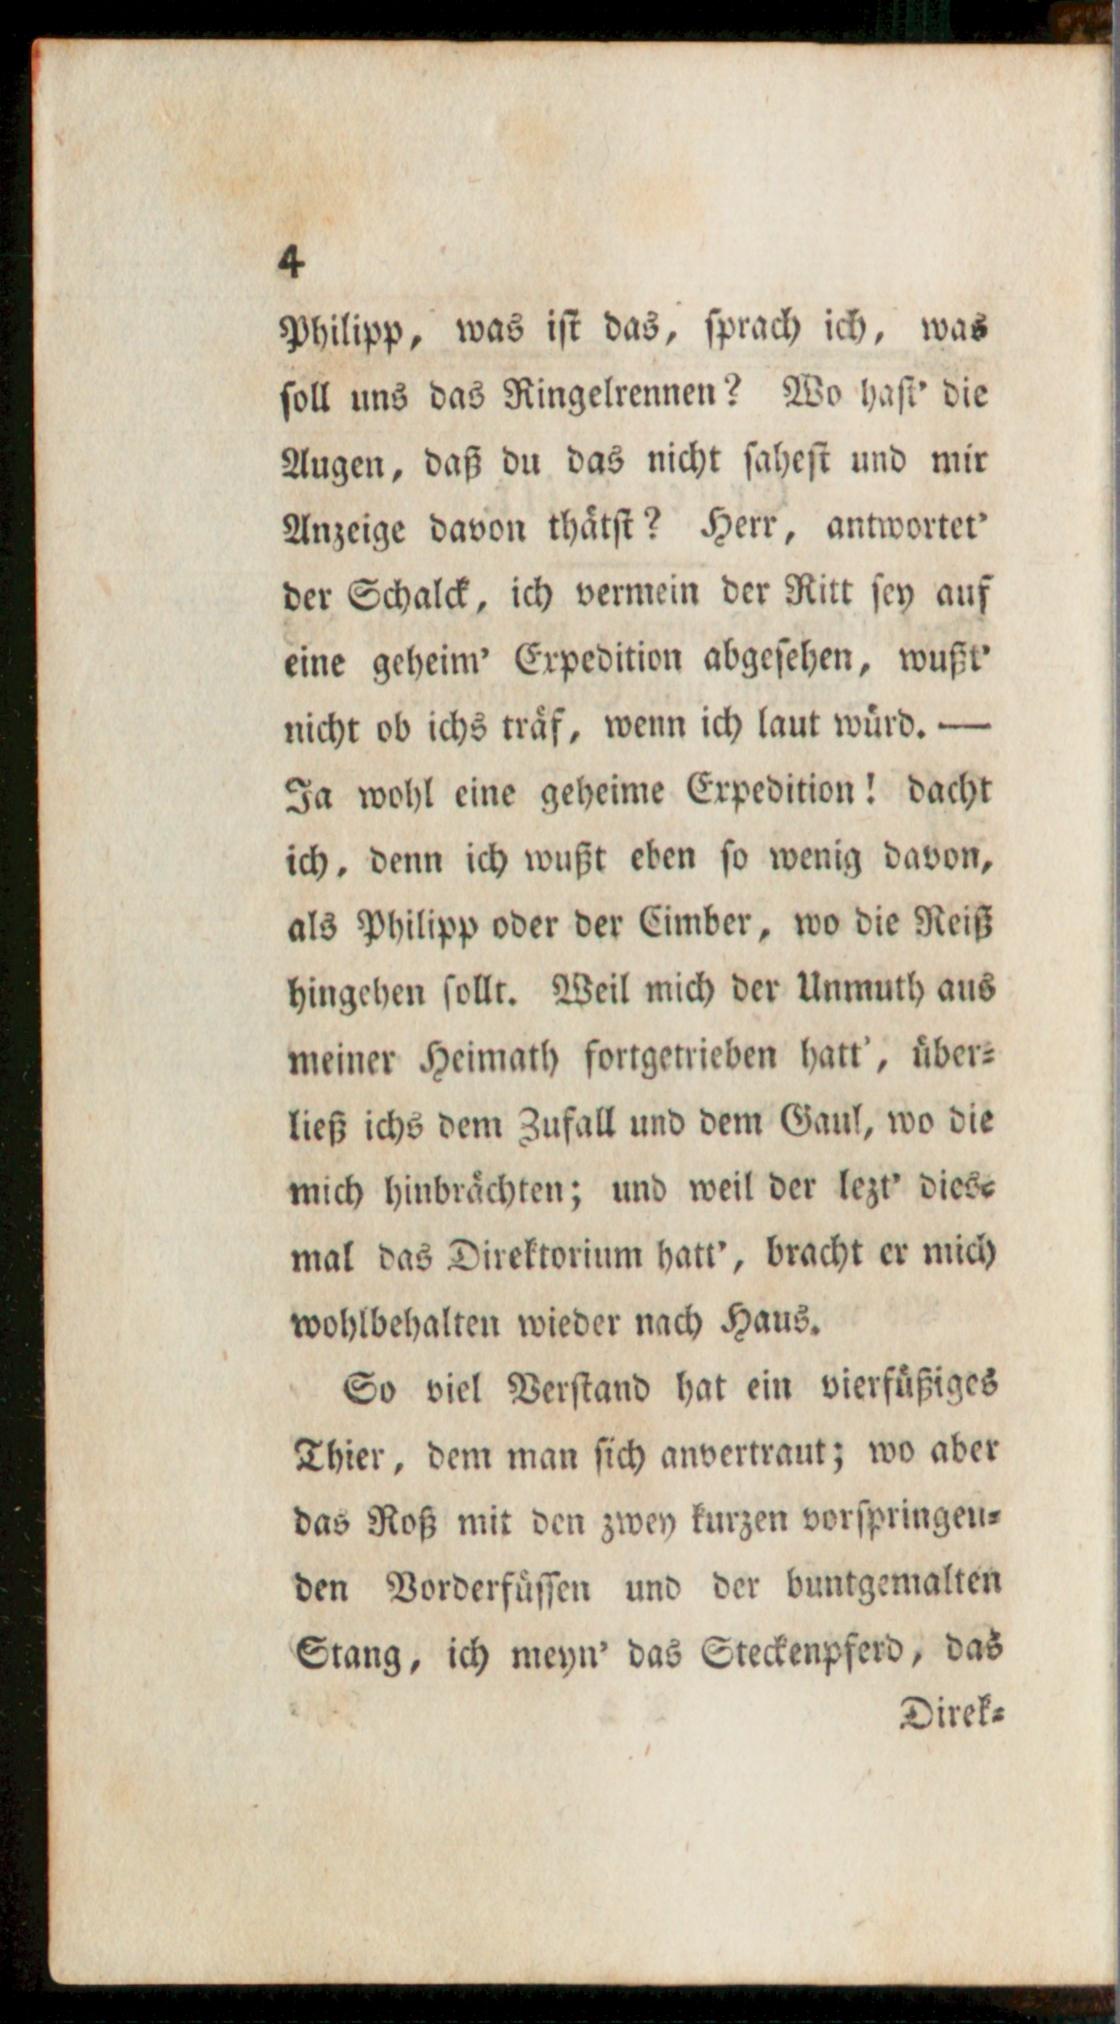 4
Philipp, was ist das, sprach ich, was
soll uns das Ringelrennen? Wo hast' die
Augen, daß du das nicht sahest und mir
Anzeige davon thätst? Herr, antwortet'
der Schalck, ich vermein der Ritt sey auf
eine geheim' Expedition abgesehen, wußt'
nicht ob ichs träf, wenn ich laut würd. —
Ja wohl eine geheime Expedition! dacht
ich, denn ich wußt eben so wenig davon,
als Philipp oder der Cimber, wo die Reiß
hingehen sollt. Weil mich der Unmuth aus
meiner Heimath fortgetrieben hatt', über-
ließ ichs dem Zufall und dem Gaul, wo die
mich hinbrächten; und weil der lezt' dies-
mal das Direktorium hatt', bracht er mich
wohlbehalten wieder nach Haus.
So viel Verstand hat ein vierfüßiges
Thier, dem man sich anvertraut; wo aber
das Roß mit den zwey kurzen vorspringen-
den Vorderfüssen und der buntgemalten
Stang, ich meyn' das Steckenpferd, das
Direk-